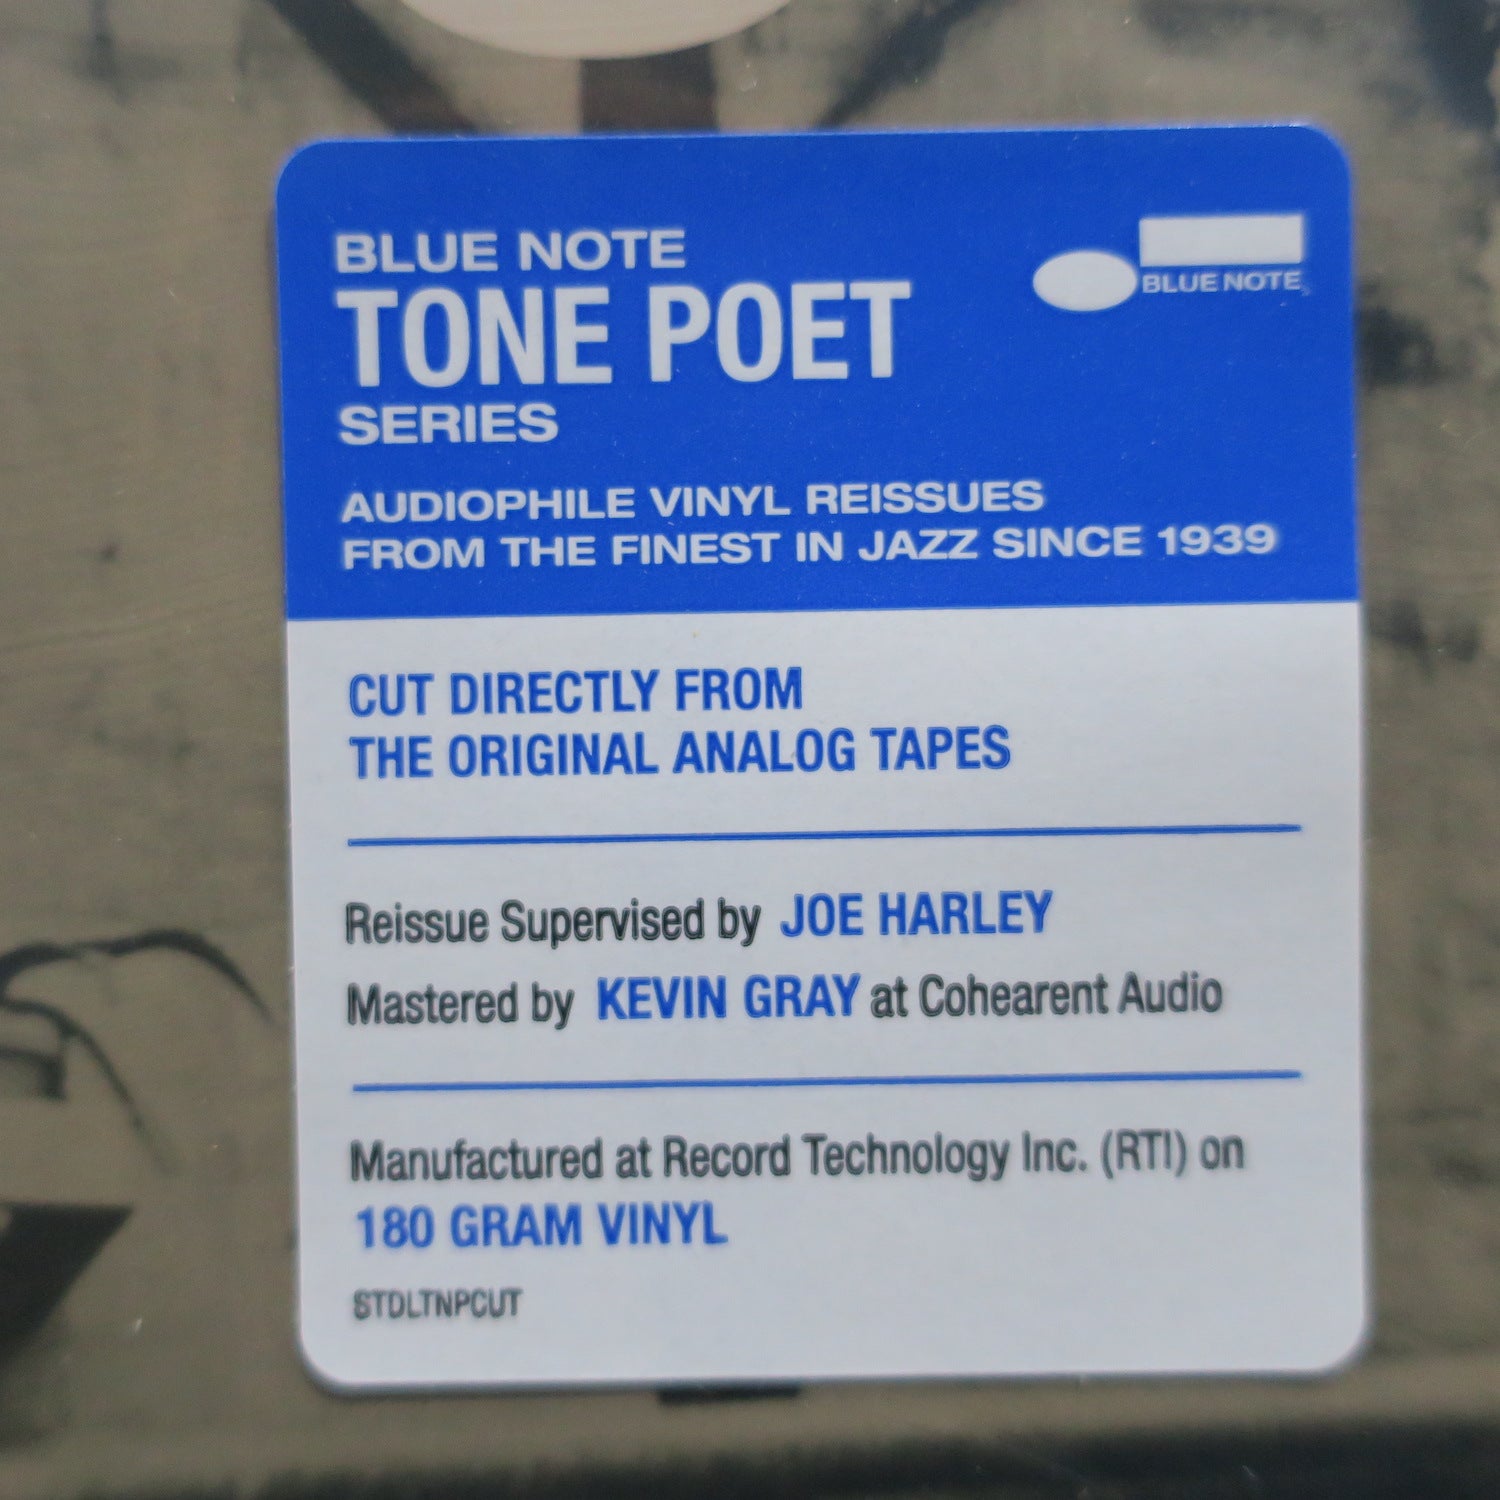 BLUE NOTE
TONE POET
SERIES
BLUE NOTE
AUDIOPHILE VINYL REISSUES
FROM THE FINEST IN JAZZ SINCE 1939
CUT DIRECTLY FROM
THE ORIGINAL ANALOG TAPES
Reissue Supervised by JOE HARLEY
Mastered by KEVIN GRAY at Cohearent Audio
Manufactured at Record Technology Inc. (RTI) on
180 GRAM VINYL
STDLTNPCUT